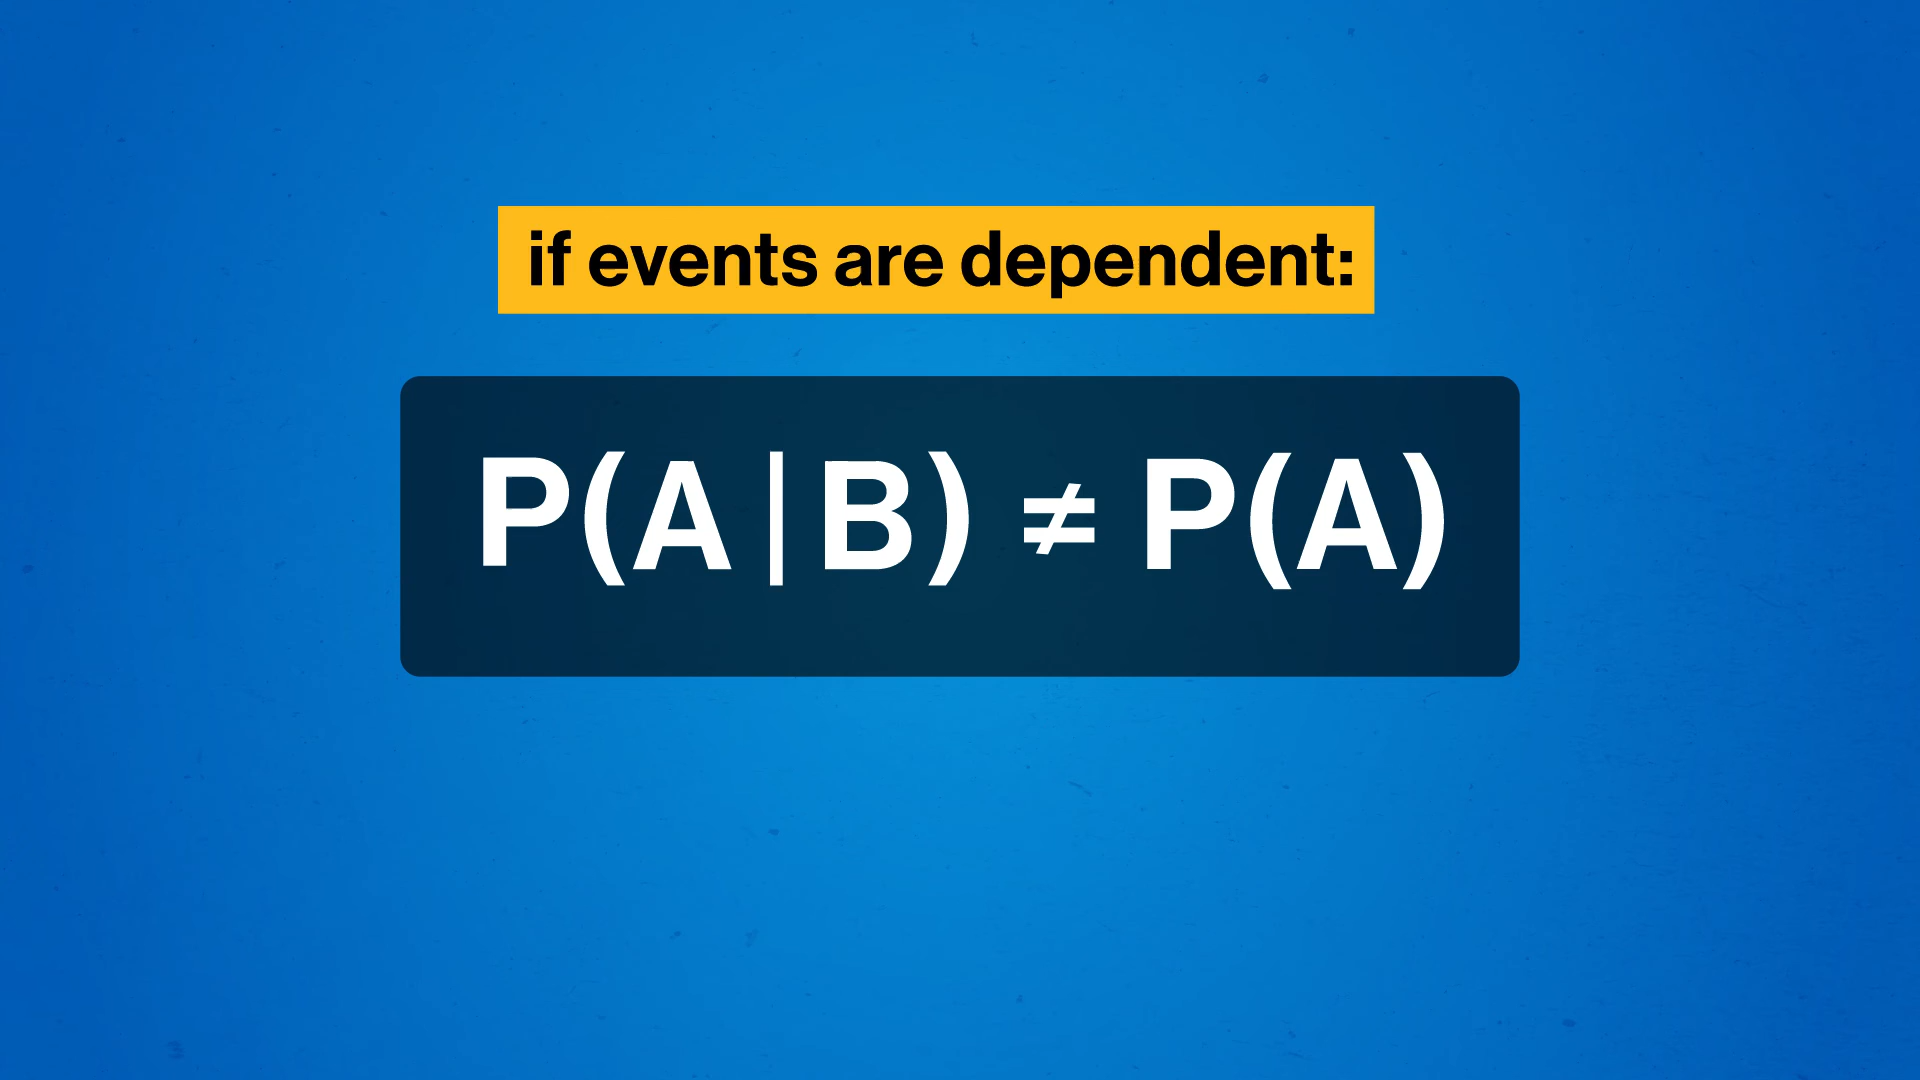 if events are dependent:
P(A|B) ≠ P(A)